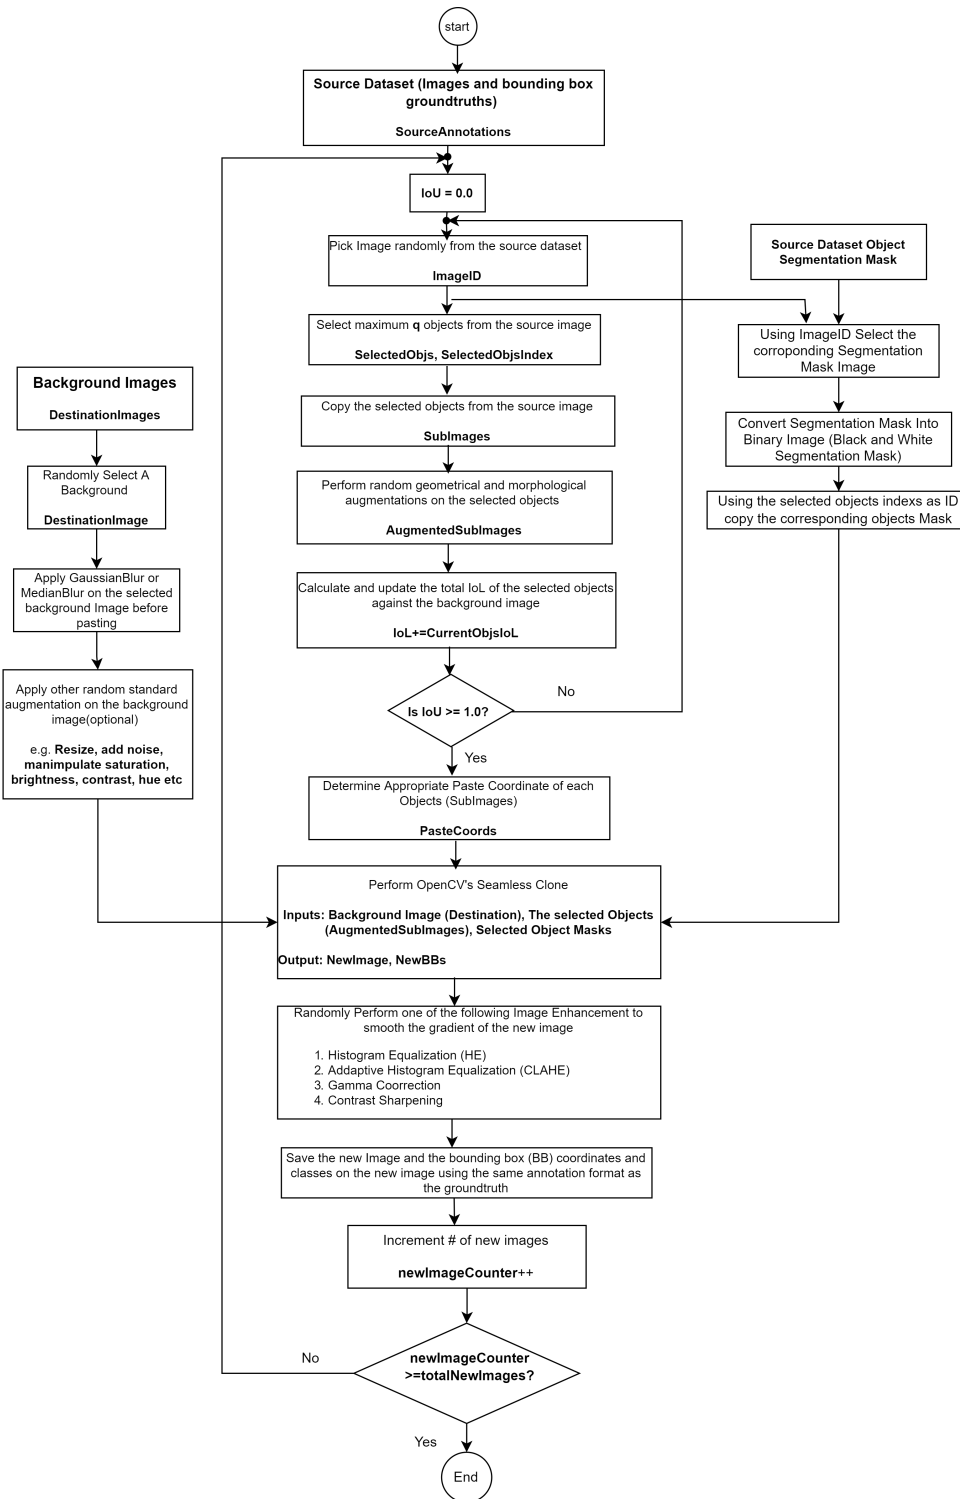 start
Source Dataset (Images and bounding box
groundtruths)
SourceAnnotations
IoU = 0.0
Pick Image randomly from the source dataset
ImageID
Source Dataset Object
Segmentation Mask
Select maximum q objects from the source image
SelectedObjs, SelectedObjsIndex
Using ImageID Select the
corroponding Segmentation
Mask Image
Background Images
DestinationImages
Copy the selected objects from the source image
SubImages
Convert Segmentation Mask Into
Binary Image (Black and White
Segmentation Mask)
Randomly Select A
Background
DestinationImage
Perform random geometrical and morphological
augmentations on the selected objects
AugmentedSubImages
Using the selected objects indexs as ID
copy the corresponding objects Mask
Apply GaussianBlur or
MedianBlur on the selected
background Image before
pasting
Calculate and update the total IoL of the selected objects
against the background image
IoL+=CurrentObjsIoL
Apply other random standard
augmentation on the background
image(optional)
e.g. Resize, add noise,
manimpulate saturation,
brightness, contrast, hue etc
Is IoU >= 1.0?
No
Yes
Determine Appropriate Paste Coordinate of each
Objects (SubImages)
PasteCoords
Perform OpenCV's Seamless Clone
Inputs: Background Image (Destination), The selected Objects
(AugmentedSubImages), Selected Object Masks
Output: NewImage, NewBBs
Randomly Perform one of the following Image Enhancement to
smooth the gradient of the new image
1. Histogram Equalization (HE)
2. Addaptive Histogram Equalization (CLAHE)
3. Gamma Coorrection
4. Contrast Sharpening
Save the new Image and the bounding box (BB) coordinates and
classes on the new image using the same annotation format as
the groundtruth
Increment # of new images
newImageCounter++
newImageCounter
>=totalNewImages?
No
Yes
End